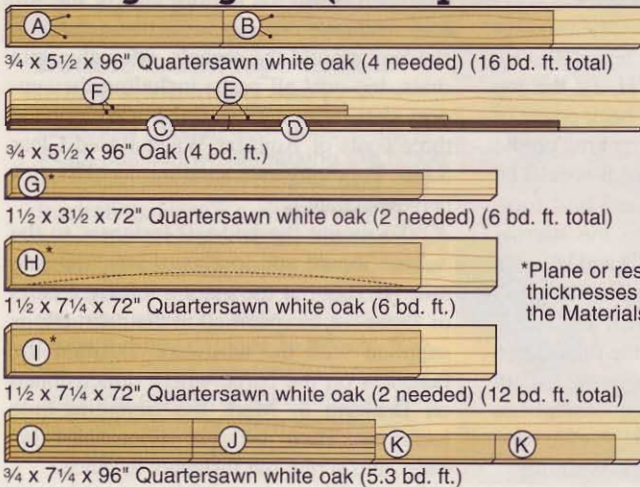 A B
¾ x 5½ x 96" Quartersawn white oak (4 needed) (16 bd. ft. total)
F E
C D
¾ x 5½ x 96" Oak (4 bd. ft.)
G*
1½ x 3½ x 72" Quartersawn white oak (2 needed) (6 bd. ft. total)
H*
*Plane or
thicknesses
the Materials
1½ x 7¼ x 72" Quartersawn white oak (6 bd. ft.)
I*
1½ x 7¼ x 72" Quartersawn white oak (2 needed) (12 bd. ft. total)
J J K K
¾ x 7¼ x 96" Quartersawn white oak (5.3 bd. ft.)